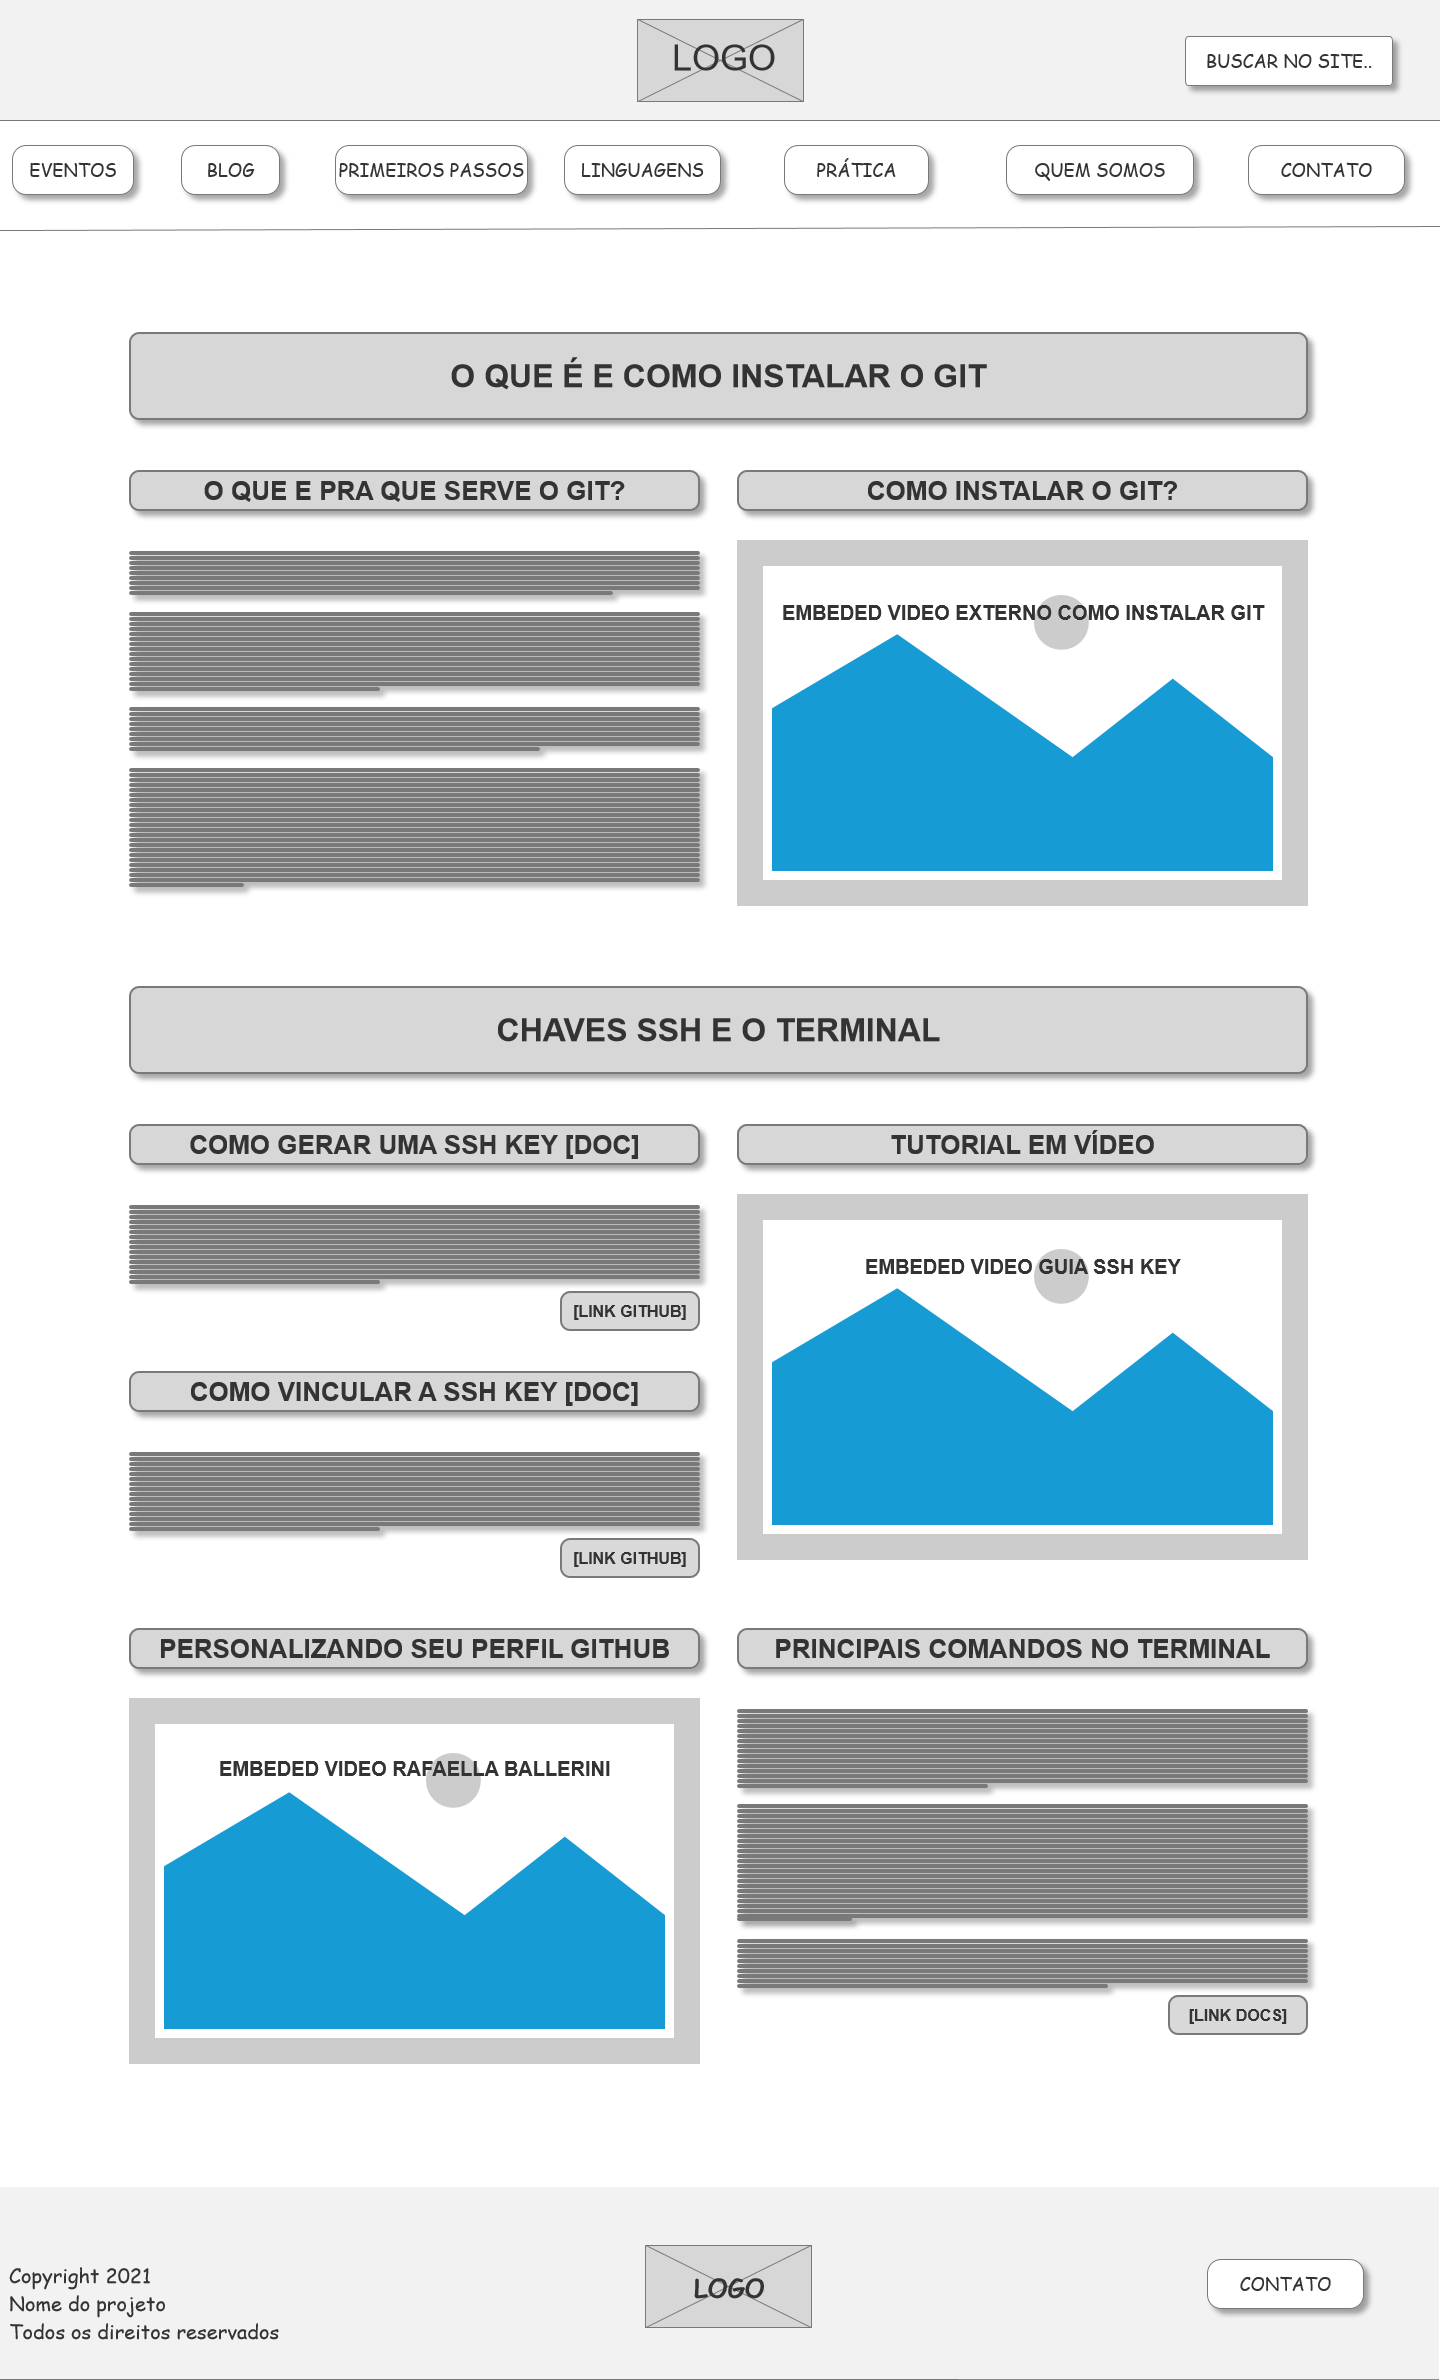 LOGO
BUSCAR NO SITE..
EVENTOS
BLOG
PRIMEIROS PASSOS
LINGUAGENS
PRÁTICA
QUEM SOMOS
CONTATO
O QUE É E COMO INSTALAR O GIT
O QUE E PRA QUE SERVE O GIT?
COMO INSTALAR O GIT?
EMBEDED VIDEO EXTERNO COMO INSTALAR GIT
CHAVES SSH E O TERMINAL
COMO GERAR UMA SSH KEY [DOC]
TUTORIAL EM VÍDEO
EMBEDED VIDEO GUIA SSH KEY
[LINK GITHUB]
COMO VINCULAR A SSH KEY [DOC]
[LINK GITHUB]
PERSONALIZANDO SEU PERFIL GITHUB
PRINCIPAIS COMANDOS NO TERMINAL
EMBEDED VIDEO RAFAELLA BALLERINI
[LINK DOCS]
Copyright 2021
Nome do projeto
Todos os direitos reservados
LOGO
CONTATO